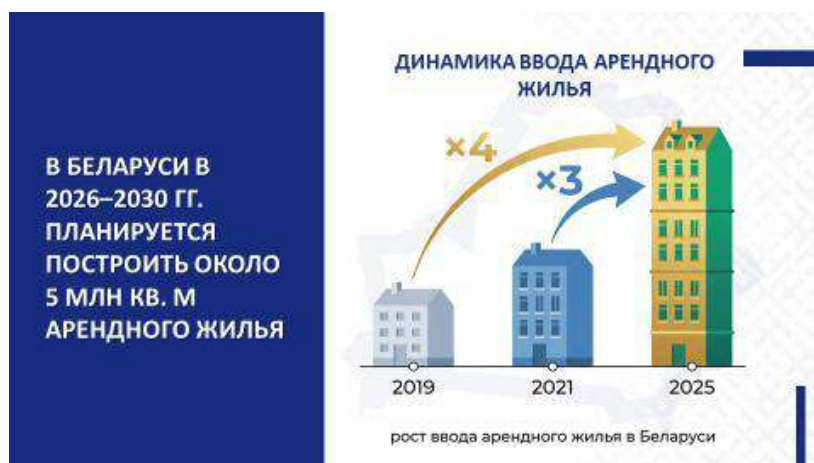 В БЕЛАРУСИ В
2026–2030 ГГ.
ПЛАНИРУЕТСЯ
ПОСТРОИТЬ ОКОЛО
5 МЛН КВ. М
АРЕНДНОГО ЖИЛЬЯ
ДИНАМИКА ВВОДА АРЕНДНОГО
ЖИЛЬЯ
×4
×3
2019
2021
2025
рост ввода арендного жилья в Беларуси